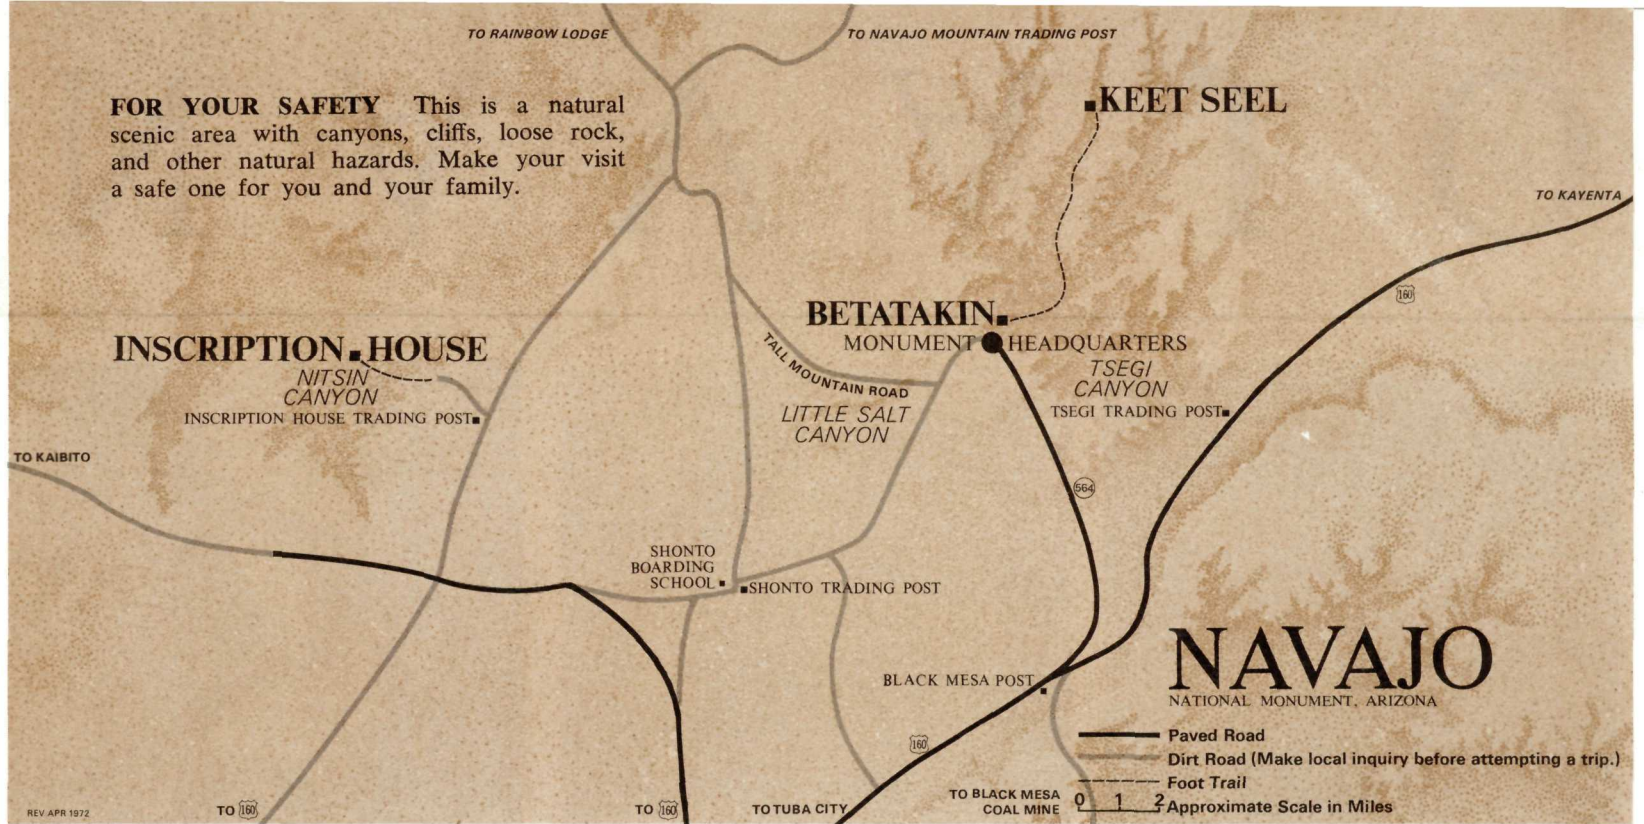 TO RAINBOW LODGE
TO NAVAJO MOUNTAIN TRADING POST
FOR YOUR SAFETY This is a natural
scenic area with canyons, cliffs, loose rock,
and other natural hazards. Make your visit
a safe one for you and your family.
KEET SEEL
TO KAYENTA
160
BETATAKIN
MONUMENT HEADQUARTERS
INSCRIPTION HOUSE
NITSIN
CANYON
INSCRIPTION HOUSE TRADING POST
TALL MOUNTAIN ROAD
LITTLE SALT
CANYON
TSEGI
CANYON
TSEGI TRADING POST
TO KAIBITO
564
SHONTO
BOARDING
SCHOOL
SHONTO TRADING POST
BLACK MESA POST
160
NAVAJO
NATIONAL MONUMENT, ARIZONA
Paved Road
Dirt Road (Make local inquiry before attempting a trip.)
Foot Trail
0 1 2 Approximate Scale in Miles
TO BLACK MESA
COAL MINE
TO TUBA CITY
TO 160
TO 160
REV APR 1972